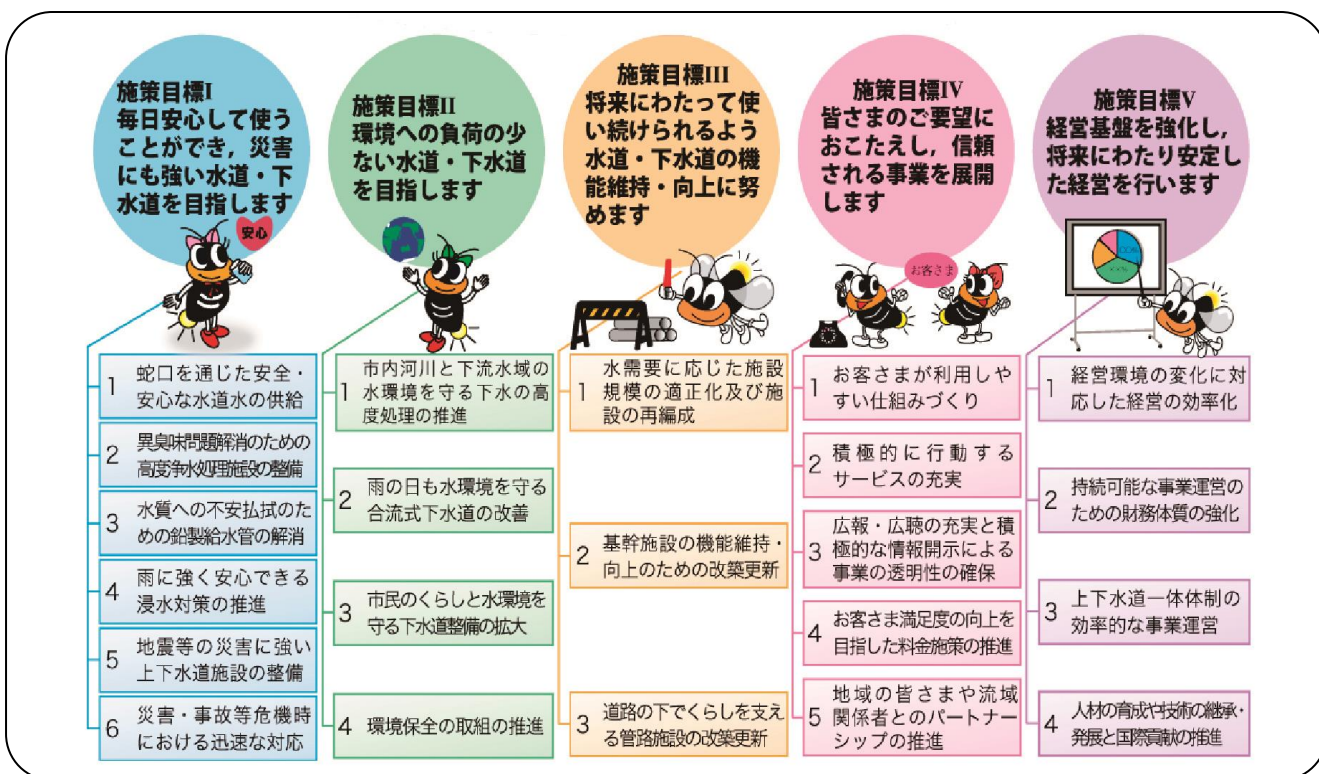 施策目標I
毎日安心して使う
ことができ，災害
にも強い水道・下
水道を目指します
安心
1
蛇口を通じた安全・
安心な水道水の供給
2
異臭味問題解消のための
高度浄水処理施設の整備
3
水質への不安払拭のた
めの鉛製給水管の解消
4
雨に強く安心できる
浸水対策の推進
5
地震等の災害に強い
上下水道施設の整備
6
災害・事故等危機時
における迅速な対応
施策目標II
環境への負荷の少
ない水道・下水道
を目指します
1
市内河川と下流水域の
水環境を守る下水の高
度処理の推進
2
雨の日も水環境を守る
合流式下水道の改善
3
市民のくらしと水環境を
守る下水道整備の拡大
4
環境保全の取組の推進
施策目標III
将来にわたって使
い続けられるよう
水道・下水道の機
能維持・向上に努
めます
1
水需要に応じた施設
規模の適正化及び施
設の再編成
2
基幹施設の機能維持・
向上のための改築更新
3
道路の下でくらしを支え
る管路施設の改築更新
施策目標IV
皆さまのご要望に
おこたえし，信頼
される事業を展開
します
お客さま
1
お客さまが利用しや
すい仕組みづくり
2
積極的に行動する
サービスの充実
3
広報・広聴の充実と積
極的な情報開示による
事業の透明性の確保
4
お客さま満足度の向上を
目指した料金施策の推進
5
地域の皆さまや流域
関係者とのパートナー
シップの推進
施策目標V
経営基盤を強化し，
将来にわたり安定し
た経営を行います
1
経営環境の変化に対
応した経営の効率化
2
持続可能な事業運営の
ための財務体質の強化
3
上下水道一体体制の
効率的な事業運営
4
人材の育成や技術の継承・
発展と国際貢献の推進